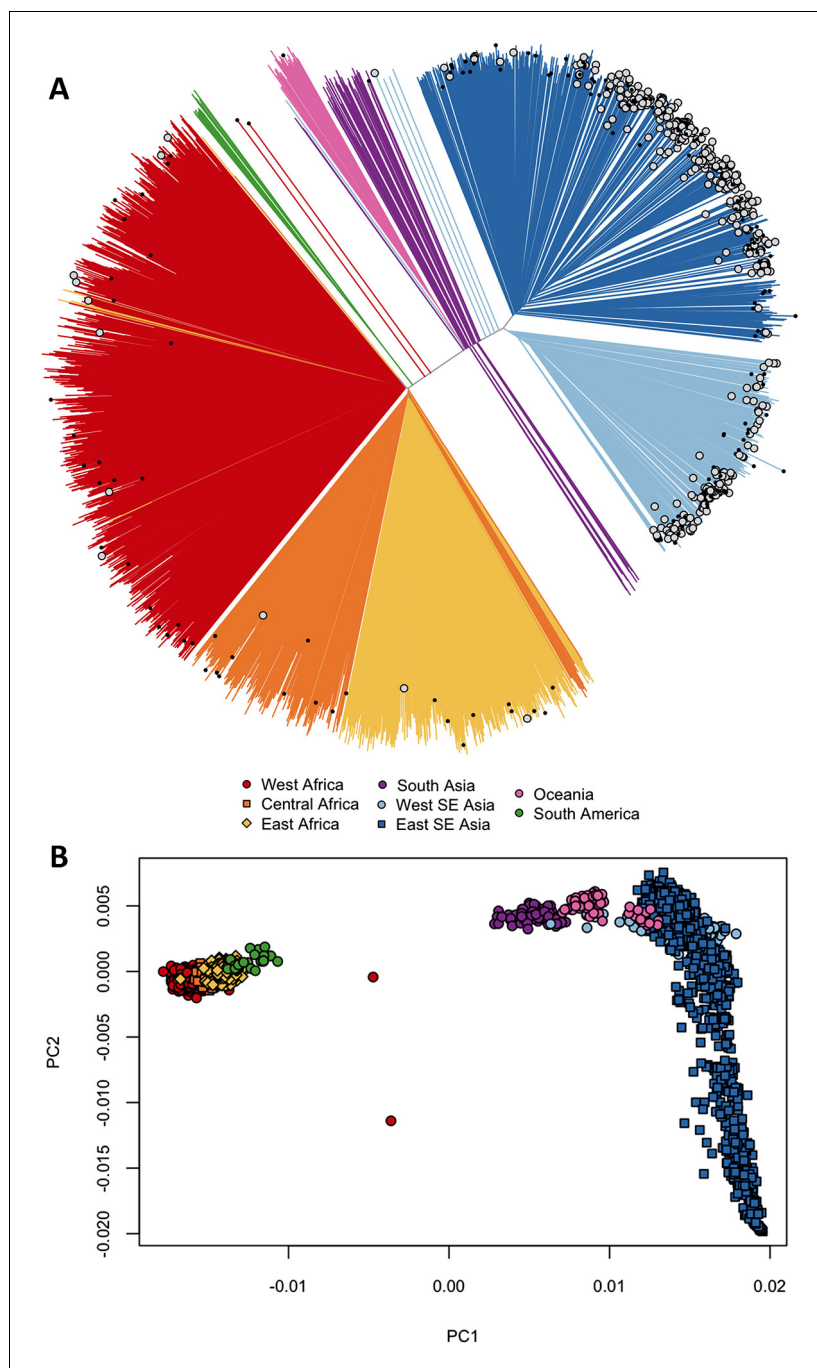 A
West Africa
Central Africa
East Africa
South Asia
West SE Asia
East SE Asia
Oceania
South America
B
0.005
0.000
-0.005
-0.010
-0.015
-0.020
PC2
-0.01
0.00
0.01
0.02
PC1